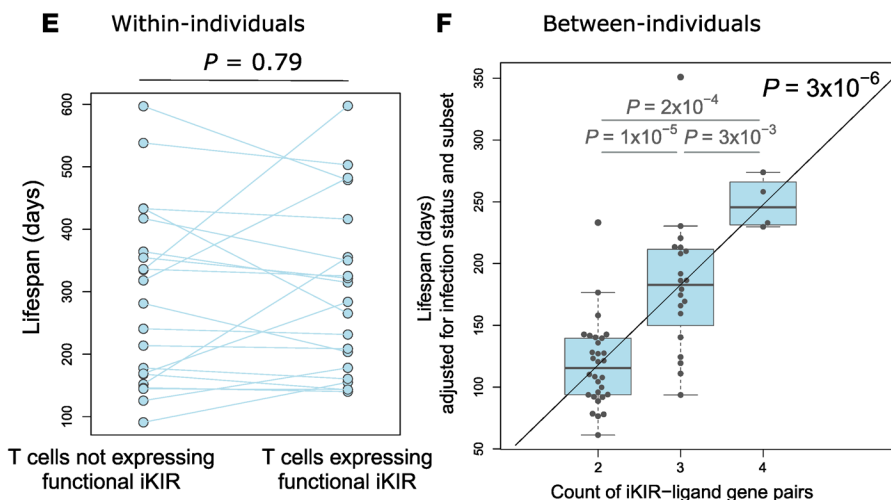 E
Within-individuals
P = 0.79
Lifespan (days)
600
500
400
300
200
100
T cells not expressing
functional iKIR
T cells expressing
functional iKIR
F
Between-individuals
P = 3x10⁻⁶
P = 2x10⁻⁴
P = 1x10⁻⁵
P = 3x10⁻³
Lifespan (days)
adjusted for infection status and subset
350
300
250
200
150
100
50
2
3
4
Count of iKIR−ligand gene pairs